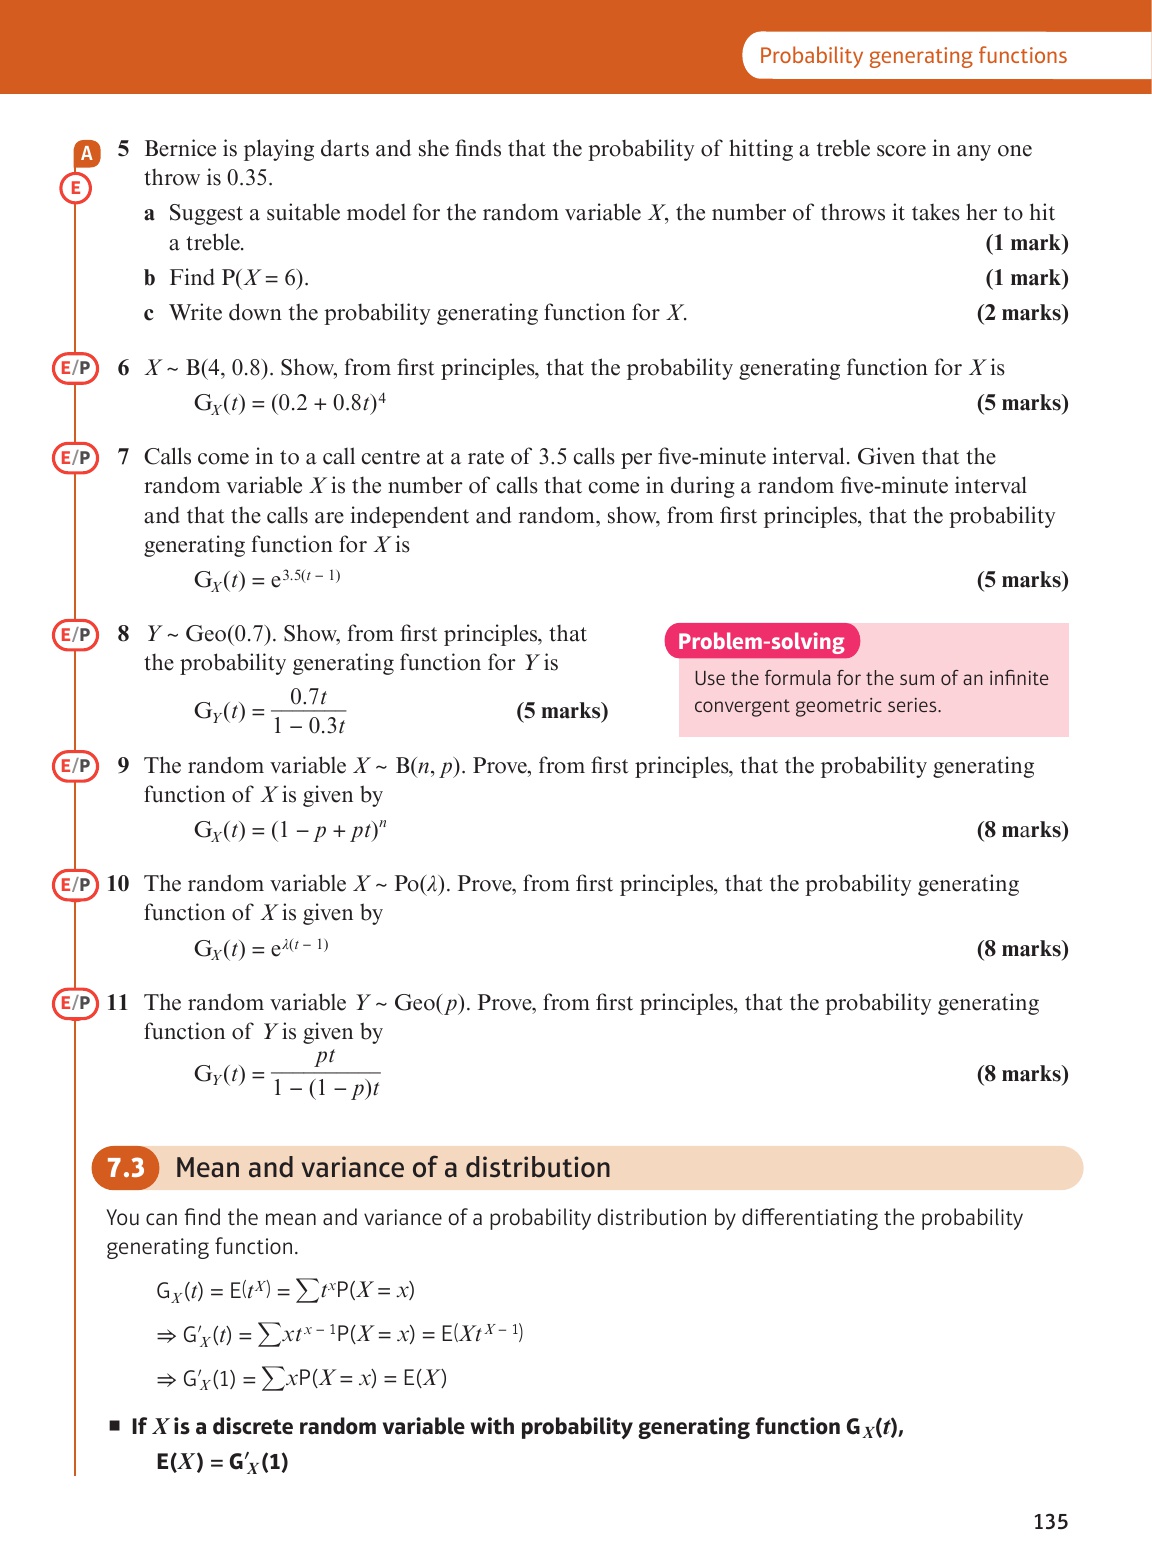 Probability generating functions
A
E
5 Bernice is playing darts and she finds that the probability of hitting a treble score in any one
throw is 0.35.
a Suggest a suitable model for the random variable X, the number of throws it takes her to hit
a treble. (1 mark)
b Find P(X = 6). (1 mark)
c Write down the probability generating function for X. (2 marks)
E/P 6 X ~ B(4, 0.8). Show, from first principles, that the probability generating function for X is
G_X(t) = (0.2 + 0.8t)⁴ (5 marks)
E/P 7 Calls come in to a call centre at a rate of 3.5 calls per five-minute interval. Given that the
random variable X is the number of calls that come in during a random five-minute interval
and that the calls are independent and random, show, from first principles, that the probability
generating function for X is
G_X(t) = e^{3.5(t − 1)} (5 marks)
E/P 8 Y ~ Geo(0.7). Show, from first principles, that
the probability generating function for Y is
G_Y(t) = \frac{0.7t}{1 − 0.3t} (5 marks)
Problem-solving
Use the formula for the sum of an infinite
convergent geometric series.
E/P 9 The random variable X ~ B(n, p). Prove, from first principles, that the probability generating
function of X is given by
G_X(t) = (1 − p + pt)^n (8 marks)
E/P 10 The random variable X ~ Po(λ). Prove, from first principles, that the probability generating
function of X is given by
G_X(t) = e^{λ(t − 1)} (8 marks)
E/P 11 The random variable Y ~ Geo(p). Prove, from first principles, that the probability generating
function of Y is given by
G_Y(t) = \frac{pt}{1 − (1 − p)t} (8 marks)
7.3 Mean and variance of a distribution
You can find the mean and variance of a probability distribution by differentiating the probability
generating function.
G_X(t) = E(t^X) = ∑t^xP(X = x)
⇒ G′_X(t) = ∑xt^{x − 1}P(X = x) = E(Xt^{X − 1})
⇒ G′_X(1) = ∑xP(X = x) = E(X)
■ If X is a discrete random variable with probability generating function G_X(t),
E(X) = G′_X(1)
135